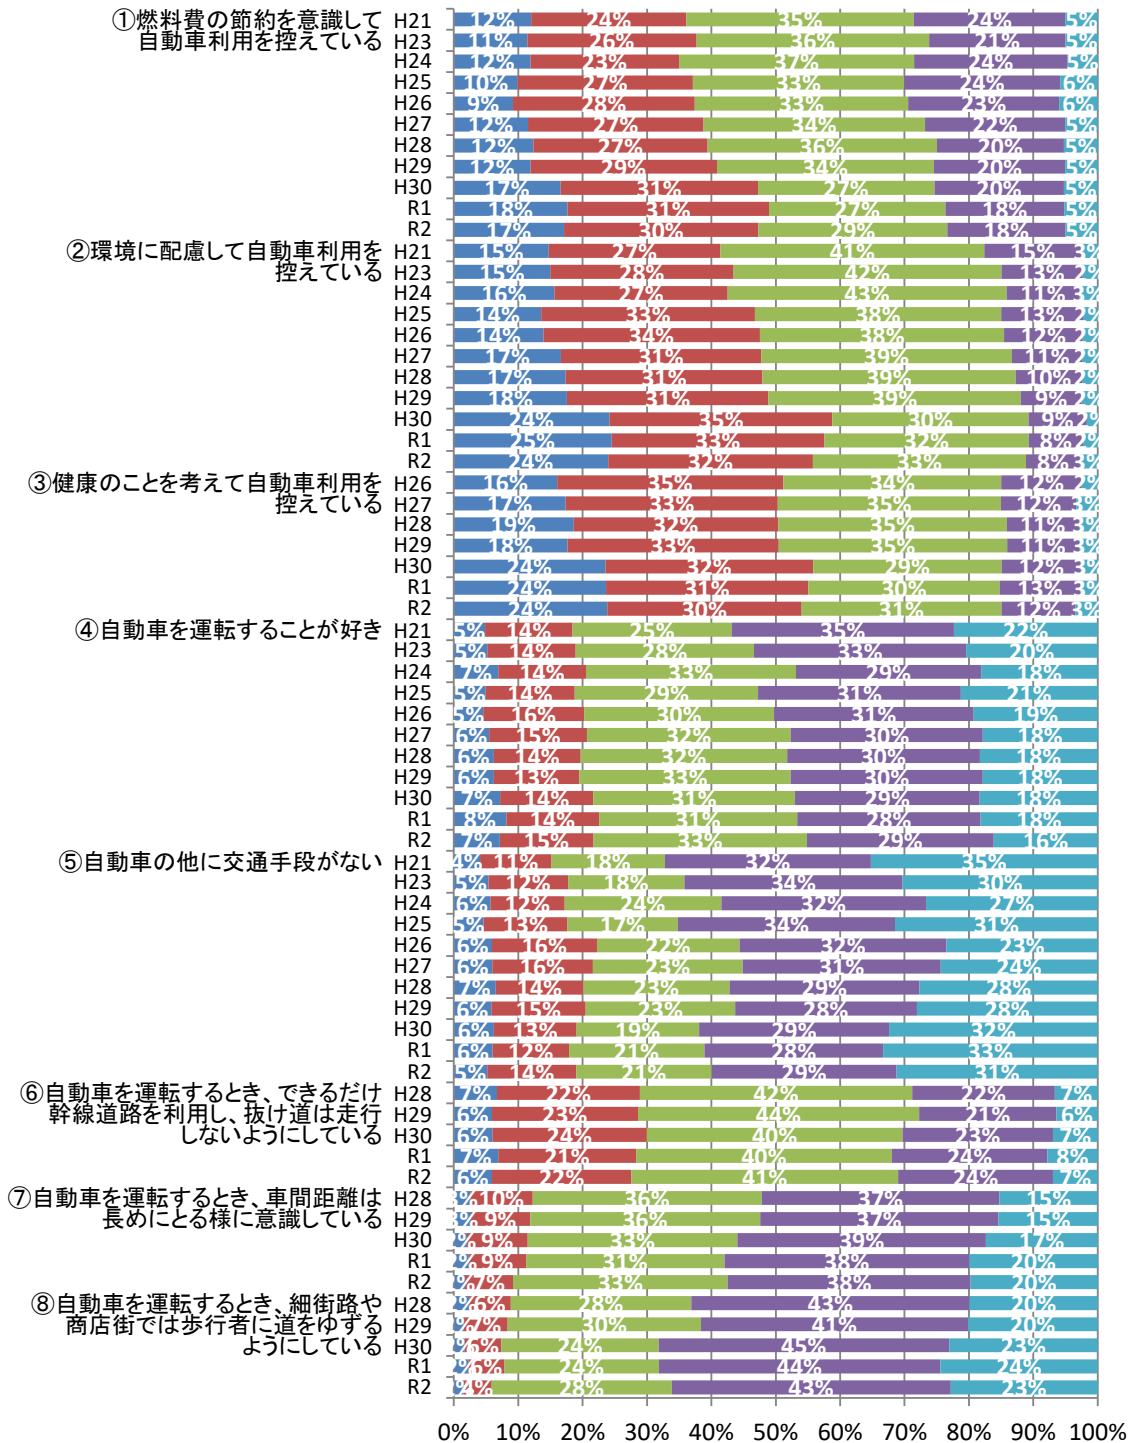 ①燃料費の節約を意識して
自動車利用を控えている
H21 12% 24% 35% 24% 5%
H23 11% 26% 36% 21% 5%
H24 12% 23% 37% 24% 5%
H25 10% 27% 33% 24% 6%
H26 9% 28% 33% 23% 6%
H27 12% 27% 34% 22% 5%
H28 12% 27% 36% 20% 5%
H29 12% 29% 34% 20% 5%
H30 17% 31% 27% 20% 5%
R1 18% 31% 27% 18% 5%
R2 17% 30% 29% 18% 5%
②環境に配慮して自動車利用を
控えている
H21 15% 27% 41% 15% 3%
H23 15% 28% 42% 13% 2%
H24 16% 27% 43% 11% 3%
H25 14% 33% 38% 13% 2%
H26 14% 34% 38% 12% 2%
H27 17% 31% 39% 11% 2%
H28 17% 31% 39% 10% 2%
H29 18% 31% 39% 9% 2%
H30 24% 35% 30% 9% 2%
R1 25% 33% 32% 8% 2%
R2 24% 32% 33% 8% 3%
③健康のことを考えて自動車利用を
控えている
H26 16% 35% 34% 12% 2%
H27 17% 33% 35% 12% 3%
H28 19% 32% 35% 11% 3%
H29 18% 33% 35% 11% 3%
H30 24% 32% 29% 12% 3%
R1 24% 31% 30% 13% 3%
R2 24% 30% 31% 12% 3%
④自動車を運転することが好き
H21 5% 14% 25% 35% 22%
H23 5% 14% 28% 33% 20%
H24 7% 14% 33% 29% 18%
H25 5% 14% 29% 31% 21%
H26 5% 16% 30% 31% 19%
H27 6% 15% 32% 30% 18%
H28 6% 14% 32% 30% 18%
H29 6% 13% 33% 30% 18%
H30 7% 14% 31% 29% 18%
R1 8% 14% 31% 28% 18%
R2 7% 15% 33% 29% 16%
⑤自動車の他に交通手段がない
H21 4% 11% 18% 32% 35%
H23 5% 12% 18% 34% 30%
H24 6% 12% 24% 32% 27%
H25 5% 13% 17% 34% 31%
H26 6% 16% 22% 32% 23%
H27 6% 16% 23% 31% 24%
H28 7% 14% 23% 29% 28%
H29 6% 15% 23% 28% 28%
H30 6% 13% 19% 29% 32%
R1 6% 12% 21% 28% 33%
R2 5% 14% 21% 29% 31%
⑥自動車を運転するとき、できるだけ
幹線道路を利用し、抜け道は走行
しないようにしている
H28 7% 22% 42% 22% 7%
H29 6% 23% 44% 21% 6%
H30 6% 24% 40% 23% 7%
R1 7% 21% 40% 24% 8%
R2 6% 22% 41% 24% 7%
⑦自動車を運転するとき、車間距離は
長めにとる様に意識している
H28 3% 10% 36% 37% 15%
H29 3% 9% 36% 37% 15%
H30 9% 33% 39% 17%
R1 9% 31% 38% 20%
R2 7% 33% 38% 20%
⑧自動車を運転するとき、細街路や
商店街では歩行者に道をゆずる
ようにしている
H28 6% 28% 43% 20%
H29 7% 30% 41% 20%
H30 6% 24% 45% 23%
R1 6% 24% 44% 24%
R2 4% 28% 43% 23%
0% 10% 20% 30% 40% 50% 60% 70% 80% 90% 100%